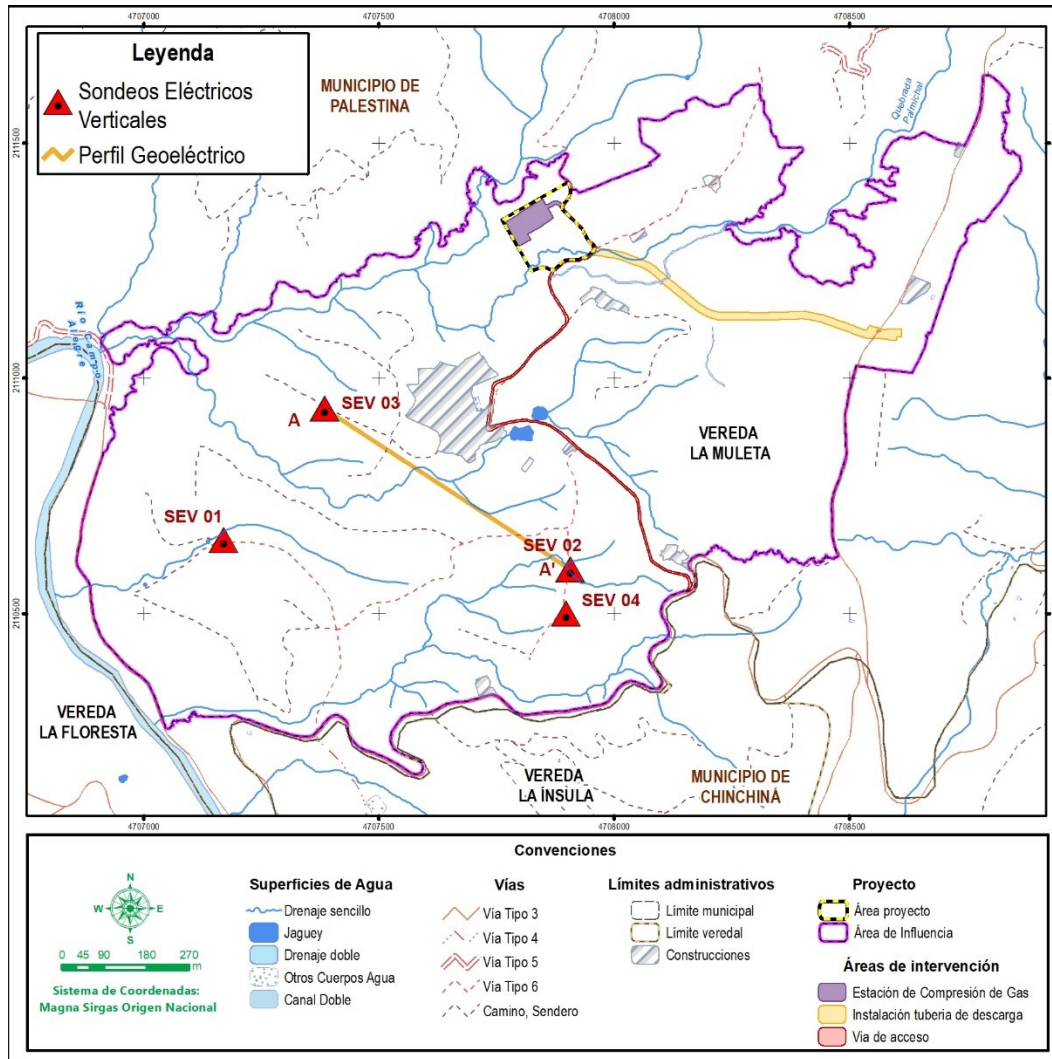 4707000
4707500
4708000
4708500
Leyenda
Sondeos Eléctricos
Verticales
Perfil Geoeléctrico
MUNICIPIO DE
PALESTINA
Quebrada
Palmichal
2111500
2111000
2110500
Río Campo
Alegre
SEV 03
A
VEREDA
LA MULETA
SEV 01
SEV 02
A'
SEV 04
VEREDA
LA FLORESTA
VEREDA
LA ÍNSULA
MUNICIPIO DE
CHINCHINÁ
4707000
4707500
4708000
4708500
Convenciones
N
W
E
S
0 45 90 180 270
m
Sistema de Coordenadas:
Magna Sirgas Origen Nacional
Superficies de Agua
Drenaje sencillo
Jaguey
Drenaje doble
Otros Cuerpos Agua
Canal Doble
Vías
Vía Tipo 3
Vía Tipo 4
Vía Tipo 5
Vía Tipo 6
Camino, Sendero
Límites administrativos
Límite municipal
Límite veredal
Construcciones
Proyecto
Área proyecto
Área de Influencia
Áreas de intervención
Estación de Compresión de Gas
Instalación tuberia de descarga
Via de acceso